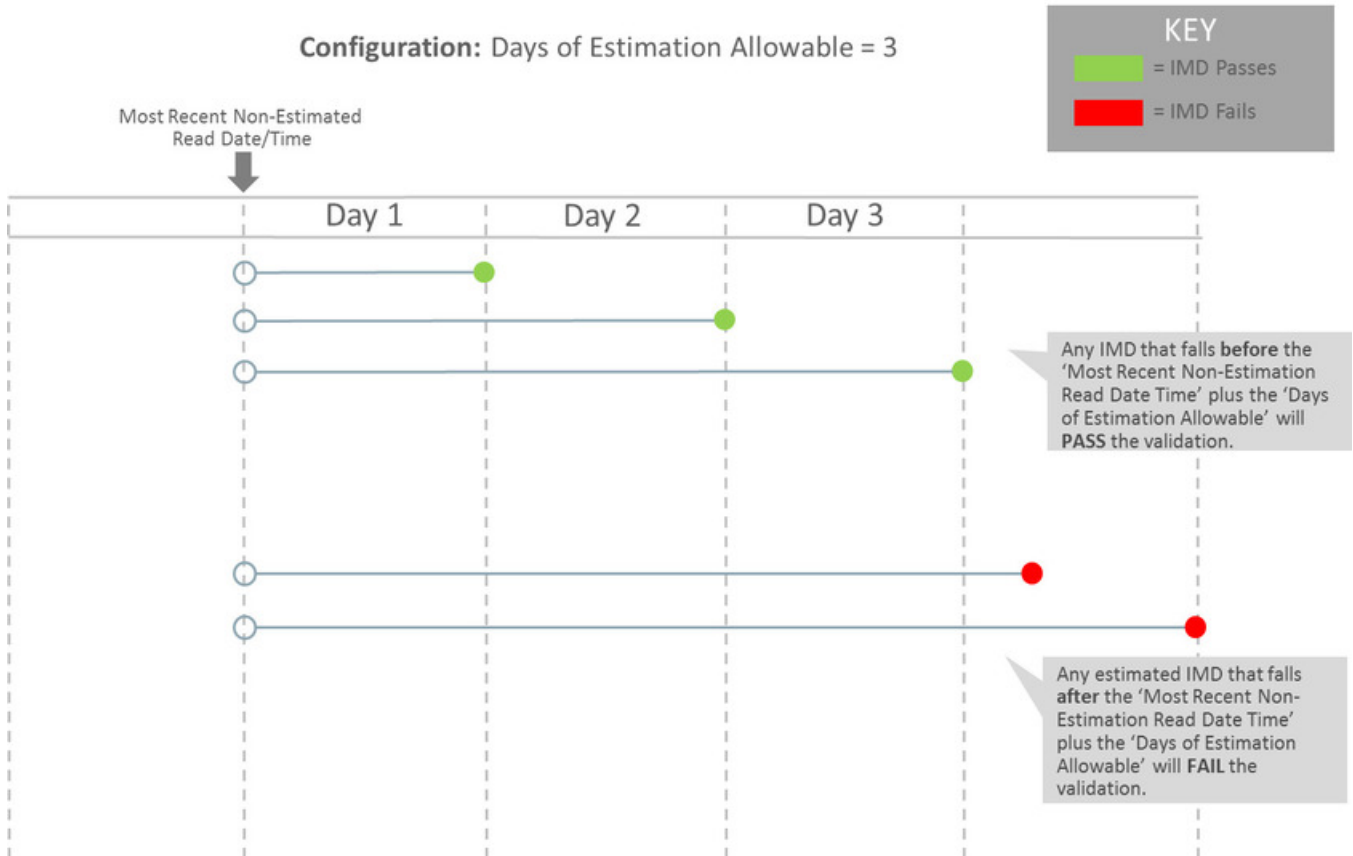 Configuration: Days of Estimation Allowable = 3
KEY
= IMD Passes
= IMD Fails
Most Recent Non-Estimated
Read Date/Time
Day 1
Day 2
Day 3
Any IMD that falls before the
‘Most Recent Non-Estimation
Read Date Time’ plus the ‘Days
of Estimation Allowable’ will
PASS the validation.
Any estimated IMD that falls
after the ‘Most Recent Non-
Estimation Read Date Time’
plus the ‘Days of Estimation
Allowable’ will FAIL the
validation.